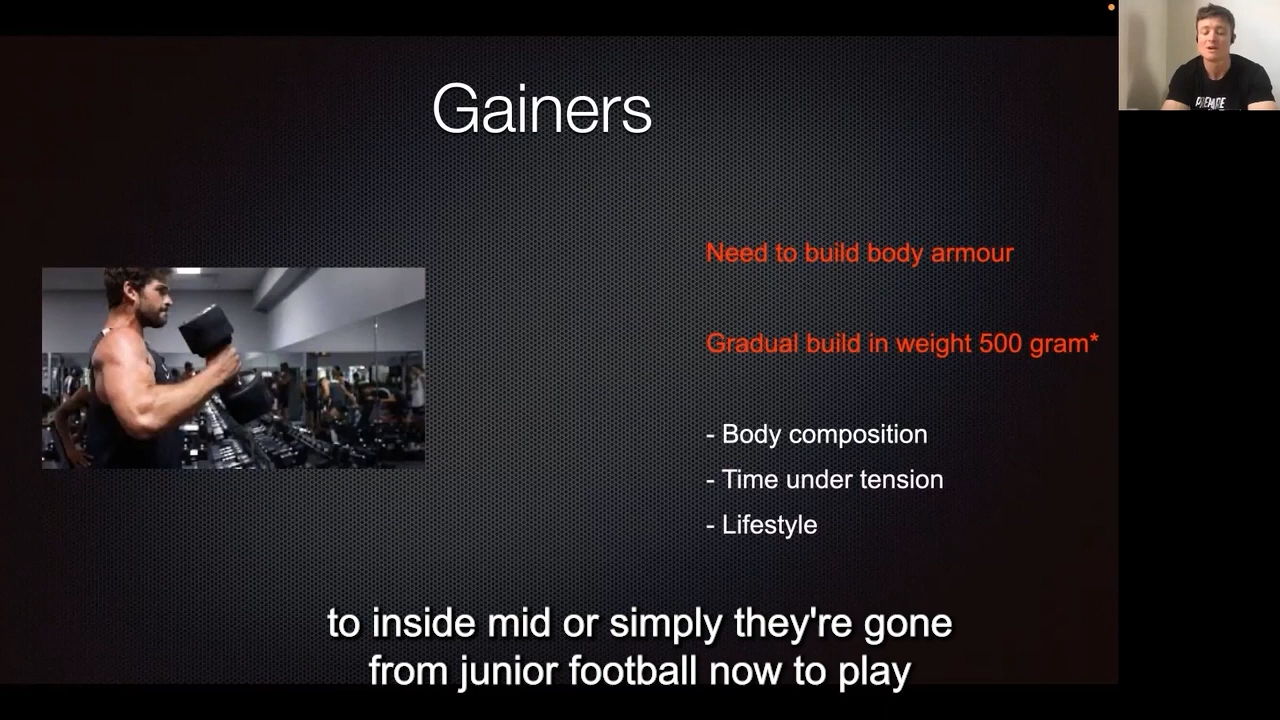 Gainers
PREPARE
Need to build body armour
Gradual build in weight 500 gram*
- Body composition
- Time under tension
- Lifestyle
to inside mid or simply they're gone
from junior football now to play